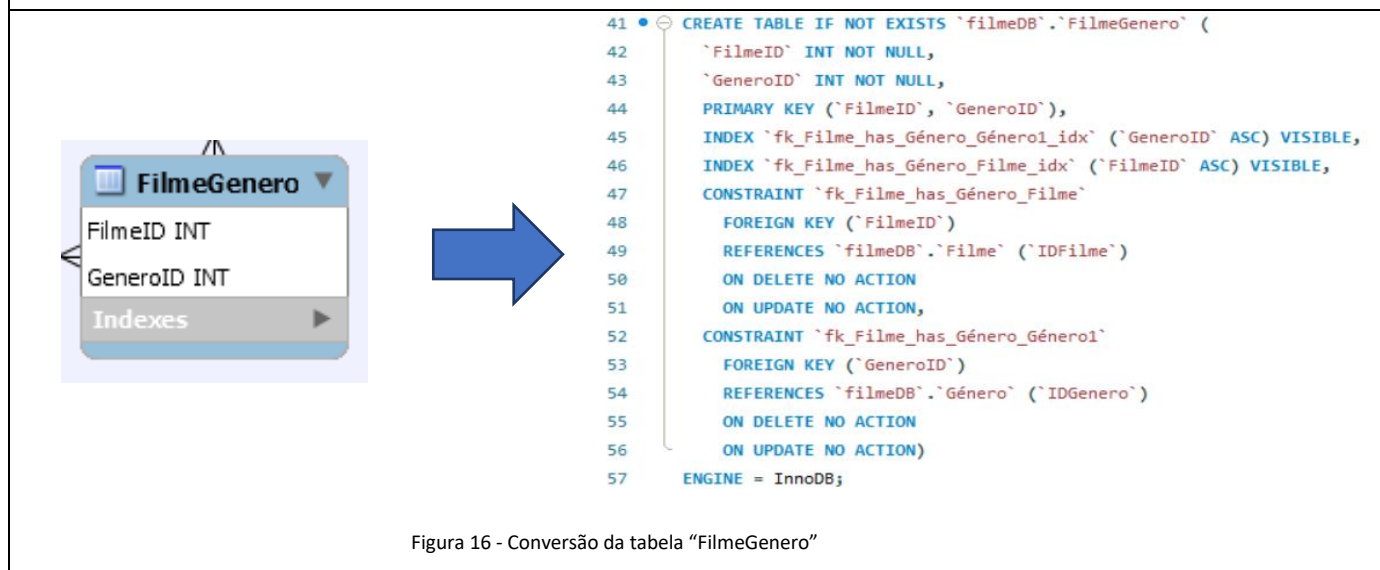 FilmeGenero
FilmeID INT
GeneroID INT
Indexes
41 CREATE TABLE IF NOT EXISTS `filmeDB`.`FilmeGenero` (
42 `FilmeID` INT NOT NULL,
43 `GeneroID` INT NOT NULL,
44 PRIMARY KEY (`FilmeID`, `GeneroID`),
45 INDEX `fk_Filme_has_Género_Género1_idx` (`GeneroID` ASC) VISIBLE,
46 INDEX `fk_Filme_has_Género_Filme_idx` (`FilmeID` ASC) VISIBLE,
47 CONSTRAINT `fk_Filme_has_Género_Filme`
48 FOREIGN KEY (`FilmeID`)
49 REFERENCES `filmeDB`.`Filme` (`IDFilme`)
50 ON DELETE NO ACTION
51 ON UPDATE NO ACTION,
52 CONSTRAINT `fk_Filme_has_Género_Género1`
53 FOREIGN KEY (`GeneroID`)
54 REFERENCES `filmeDB`.`Género` (`IDGenero`)
55 ON DELETE NO ACTION
56 ON UPDATE NO ACTION)
57 ENGINE = InnoDB;
Figura 16 - Conversão da tabela “FilmeGenero”